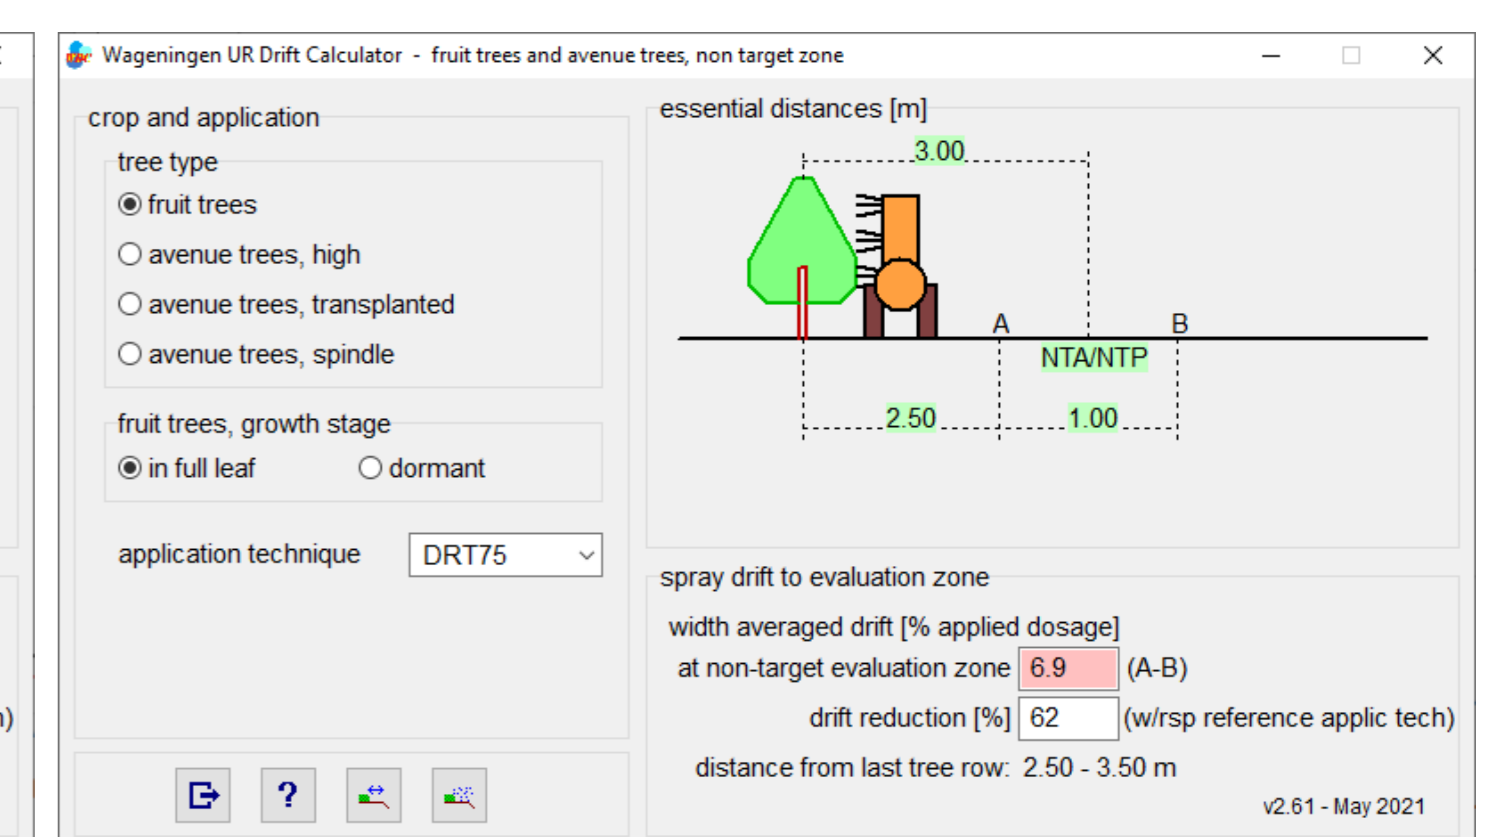 Wageningen UR Drift Calculator - fruit trees and avenue trees, non target zone
crop and application
tree type
fruit trees
avenue trees, high
avenue trees, transplanted
avenue trees, spindle
fruit trees, growth stage
in full leaf dormant
application technique DRT75
?
essential distances [m]
3.00
A B
NTA/NTP
2.50 1.00
spray drift to evaluation zone
width averaged drift [% applied dosage]
at non-target evaluation zone 6.9 (A-B)
drift reduction [%] 62 (w/rsp reference applic tech)
distance from last tree row: 2.50 - 3.50 m
v2.61 - May 2021